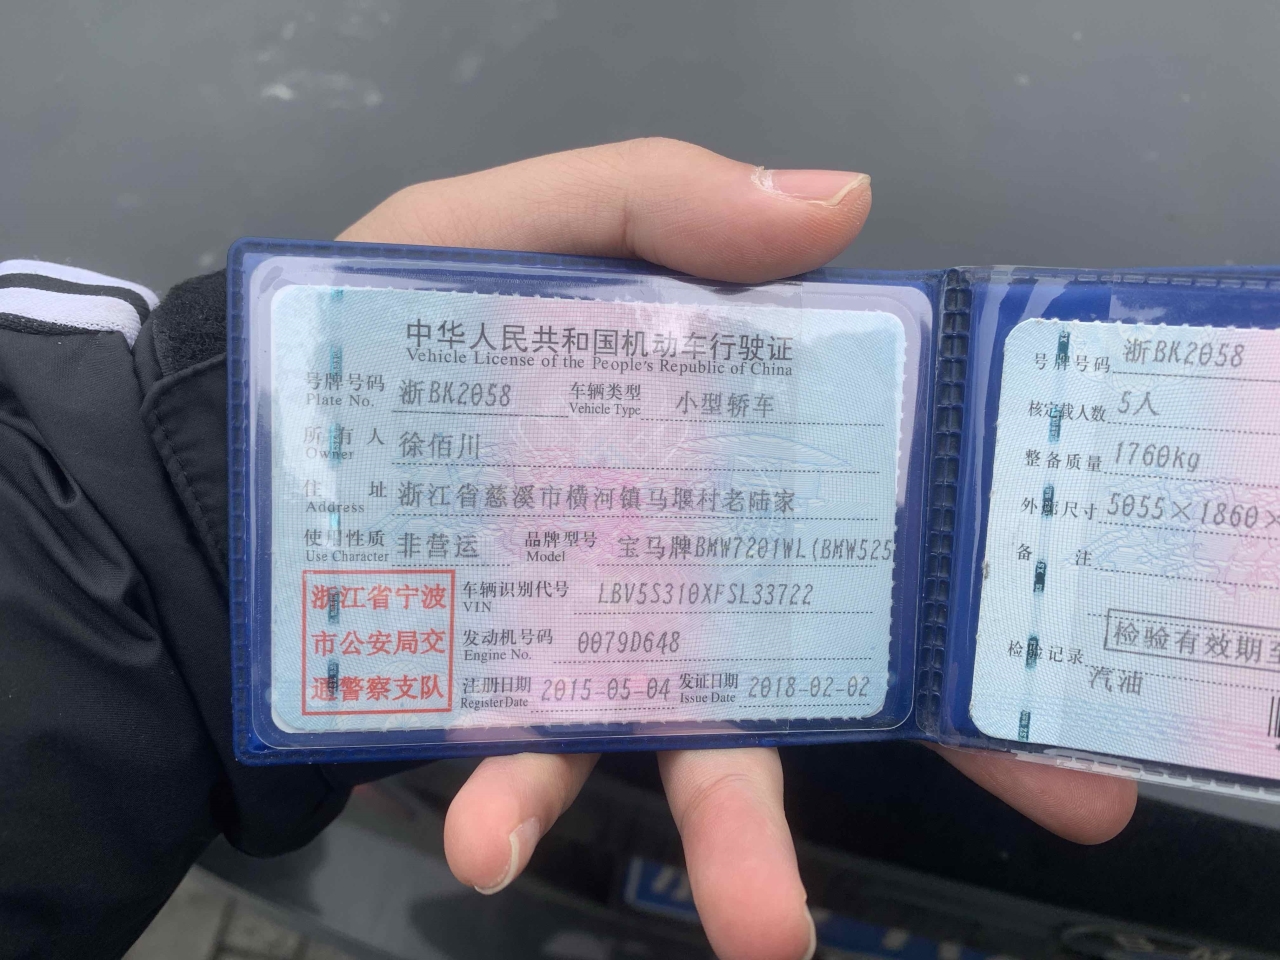 中华人民共和国机动车行驶证
Vehicle License of the People's Republic of China
号牌号码 浙BK2058 车辆类型 小型轿车
Plate No. Vehicle Type
所有人 徐佰川
Owner
住址 浙江省慈溪市横河镇马堰村老陆家
Address
使用性质 非营运 品牌型号 宝马牌BMW7201WL(BMW525
Use Character Model
浙江省宁波
市公安局交
通警察支队
车辆识别代号 LBV5S310XFSL33722
VIN
发动机号码 0079D648
Engine No.
注册日期 2015-05-04 发证日期 2018-02-02
Register Date Issue Date
号牌号码 浙BK2058
核定载人数 5人
整备质量 1760kg
外廓尺寸 5055×1860×
备注
检验有效期至
检验记录
汽油